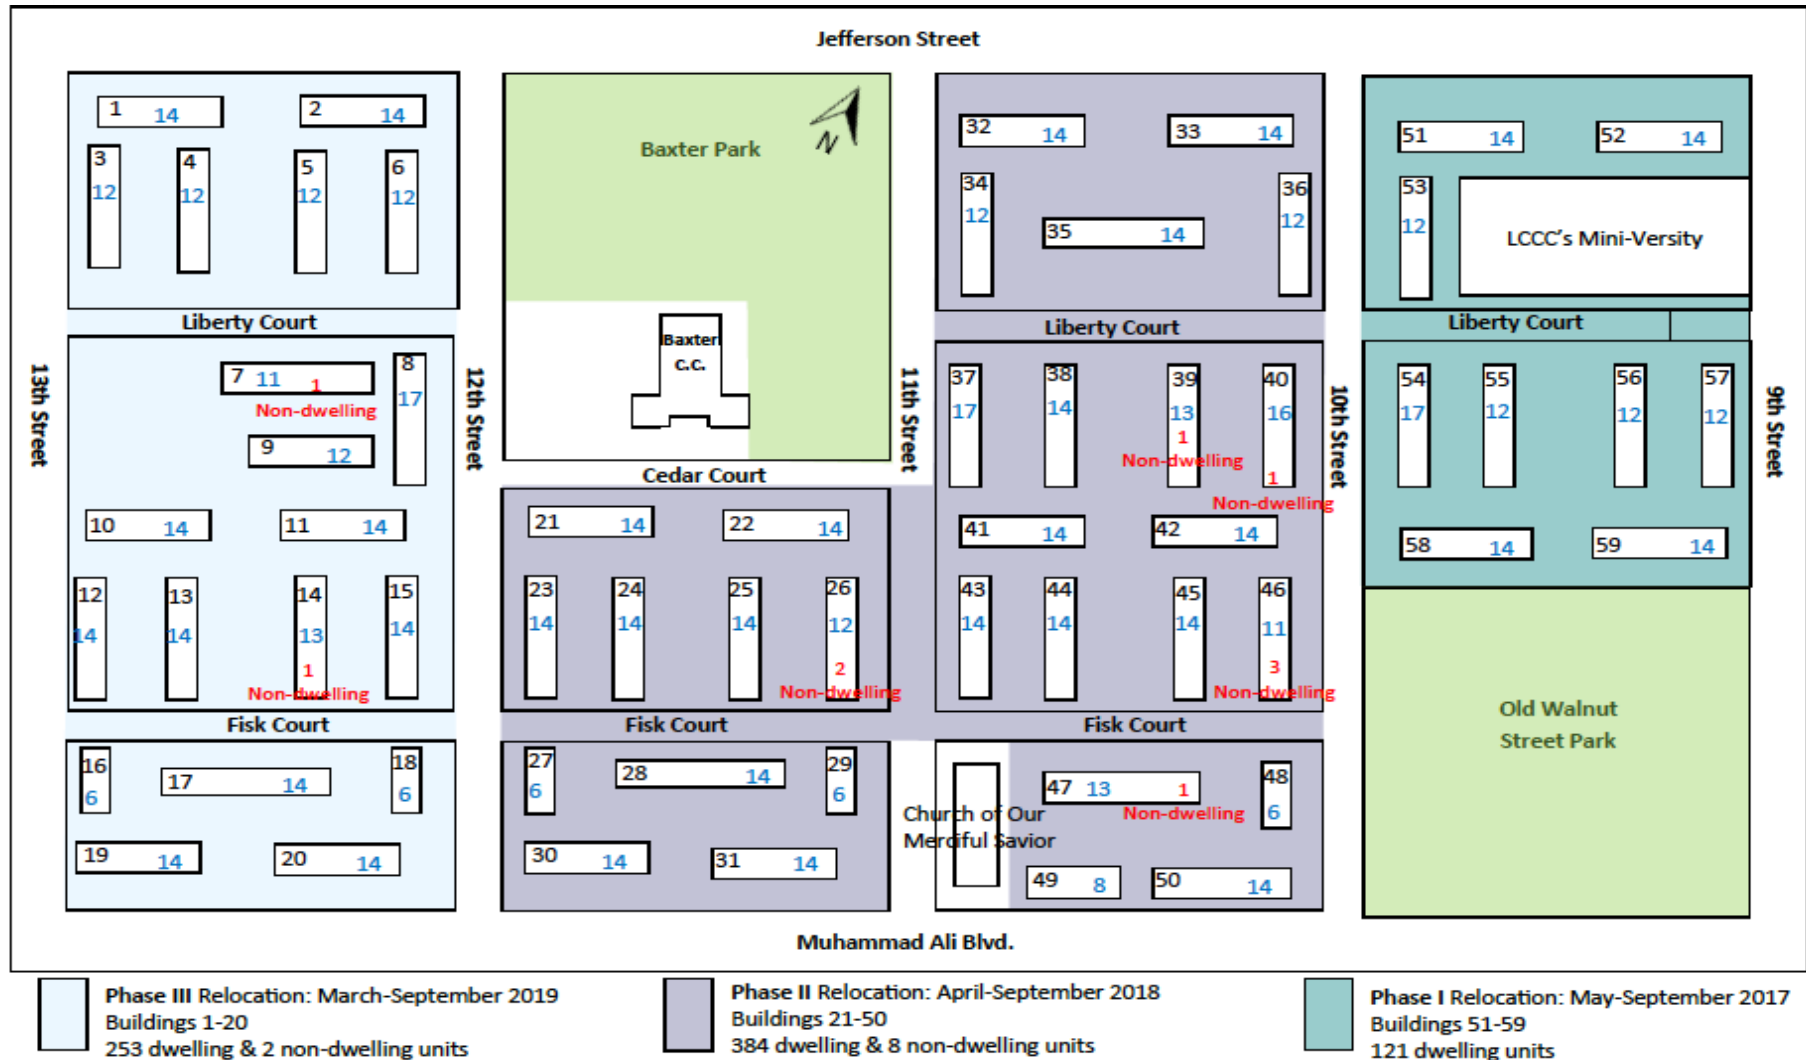 Jefferson Street
1 14
2 14
3
12
4
12
5
12
6
12
Baxter Park
N
32 14
33 14
34
12
35 14
36
12
51 14
52 14
53
12
LCCC's Mini-Versity
Liberty Court
Liberty Court
Liberty Court
13th Street
12th Street
11th Street
10th Street
9th Street
7 11 1
Non-dwelling
8
17
9 12
Baxter
C.C.
Cedar Court
10 14
11 14
12
14
13
14
14
13
1
Non-dwelling
15
14
21 14
22 14
23
14
24
14
25
14
26
12
2
Non-dwelling
37
17
38
14
39
13
1
Non-dwelling
40
16
1
Non-dwelling
41 14
42 14
43
14
44
14
45
14
46
11
3
Non-dwelling
54
17
55
12
56
12
57
12
58 14
59 14
Fisk Court
Fisk Court
Fisk Court
16
6
17 14
18
6
19 14
20 14
27
6
28 14
29
6
30 14
31 14
Church of Our
Merciful Savior
47 13 1
Non-dwelling
48
6
49 8
50 14
Old Walnut
Street Park
Muhammad Ali Blvd.
Phase III Relocation: March-September 2019
Buildings 1-20
253 dwelling & 2 non-dwelling units
Phase II Relocation: April-September 2018
Buildings 21-50
384 dwelling & 8 non-dwelling units
Phase I Relocation: May-September 2017
Buildings 51-59
121 dwelling units